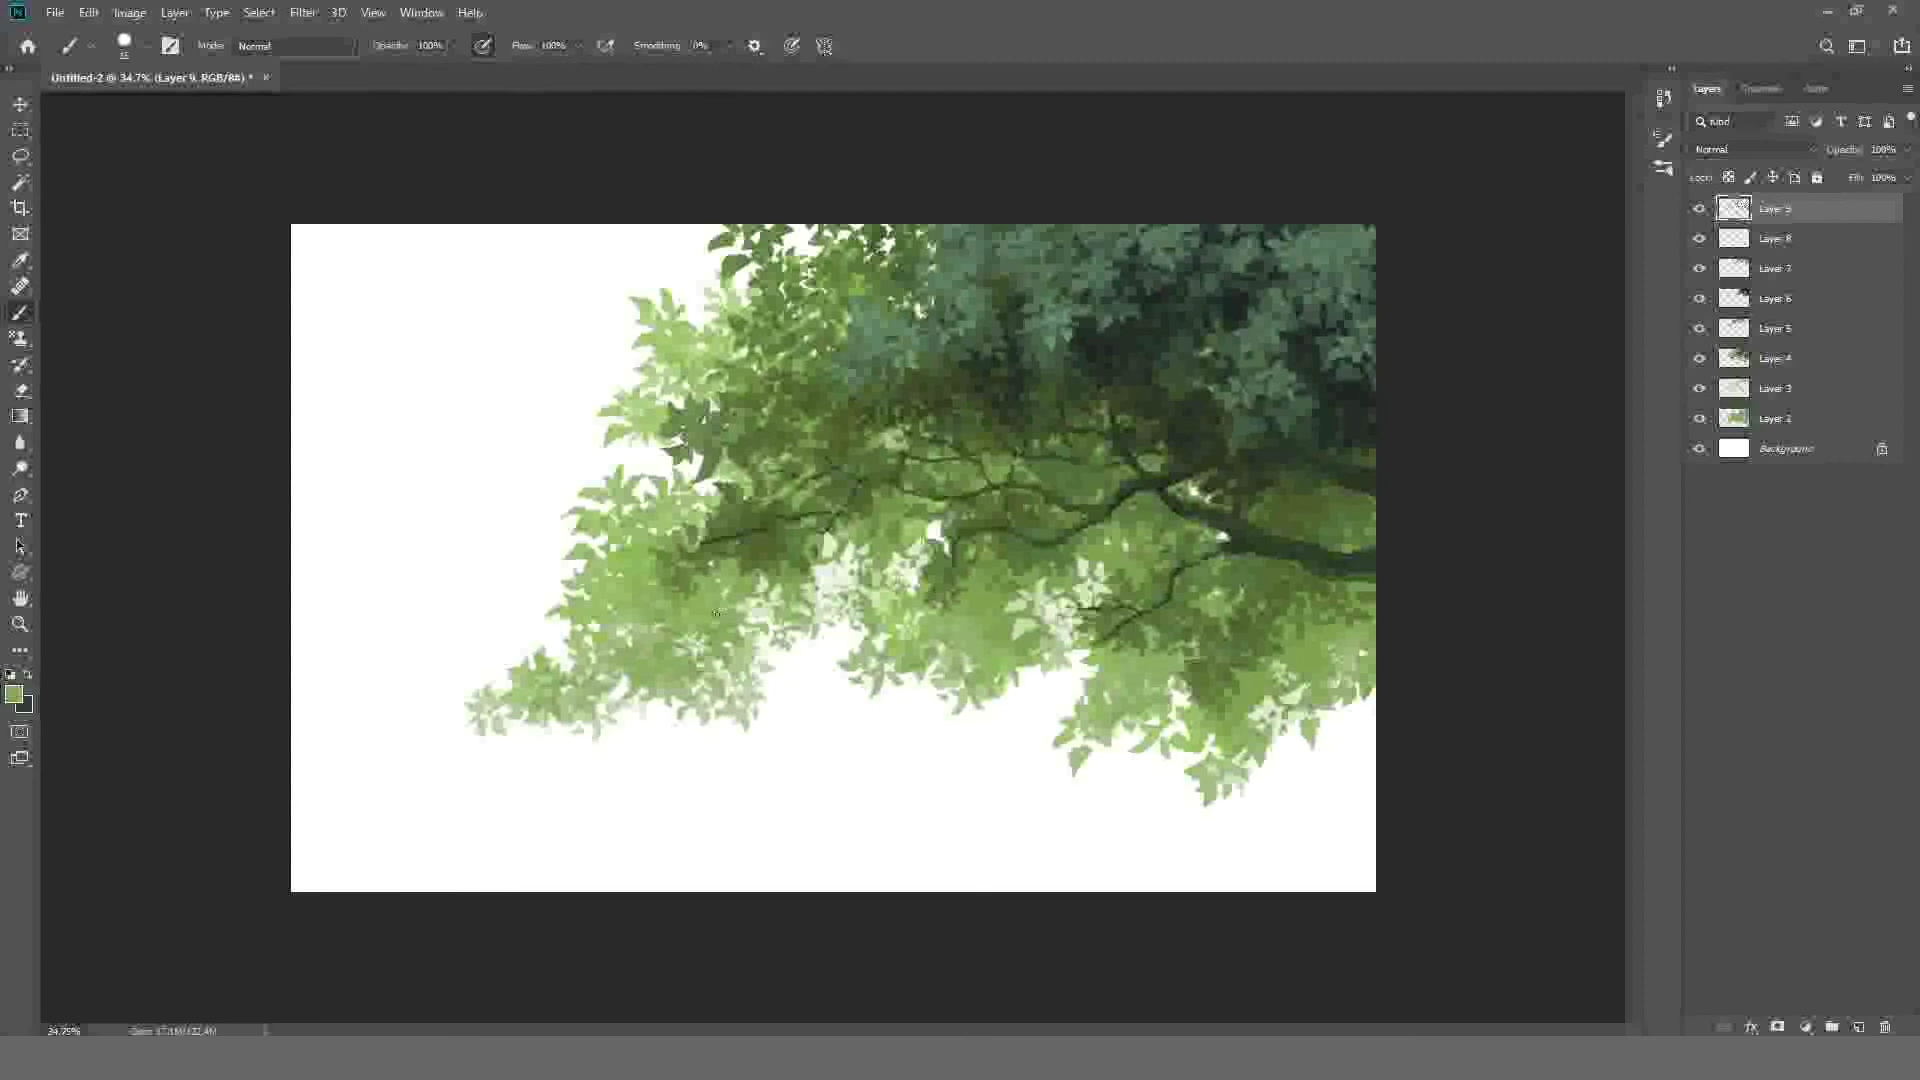 File Edit Image Layer Type Select Filter 3D View Window Help
Mode: Normal Opacity: 100% Flow: 100% Smoothing: 0%
Untitled-2 @ 34.7% (Layer 9, RGB/8#) * ×
Layers
Kind
Normal Opacity: 100%
Lock: Fill: 100%
Layer 9
Layer 8
Layer 7
Layer 6
Layer 5
Layer 4
Layer 3
Layer 2
Background
34.75%